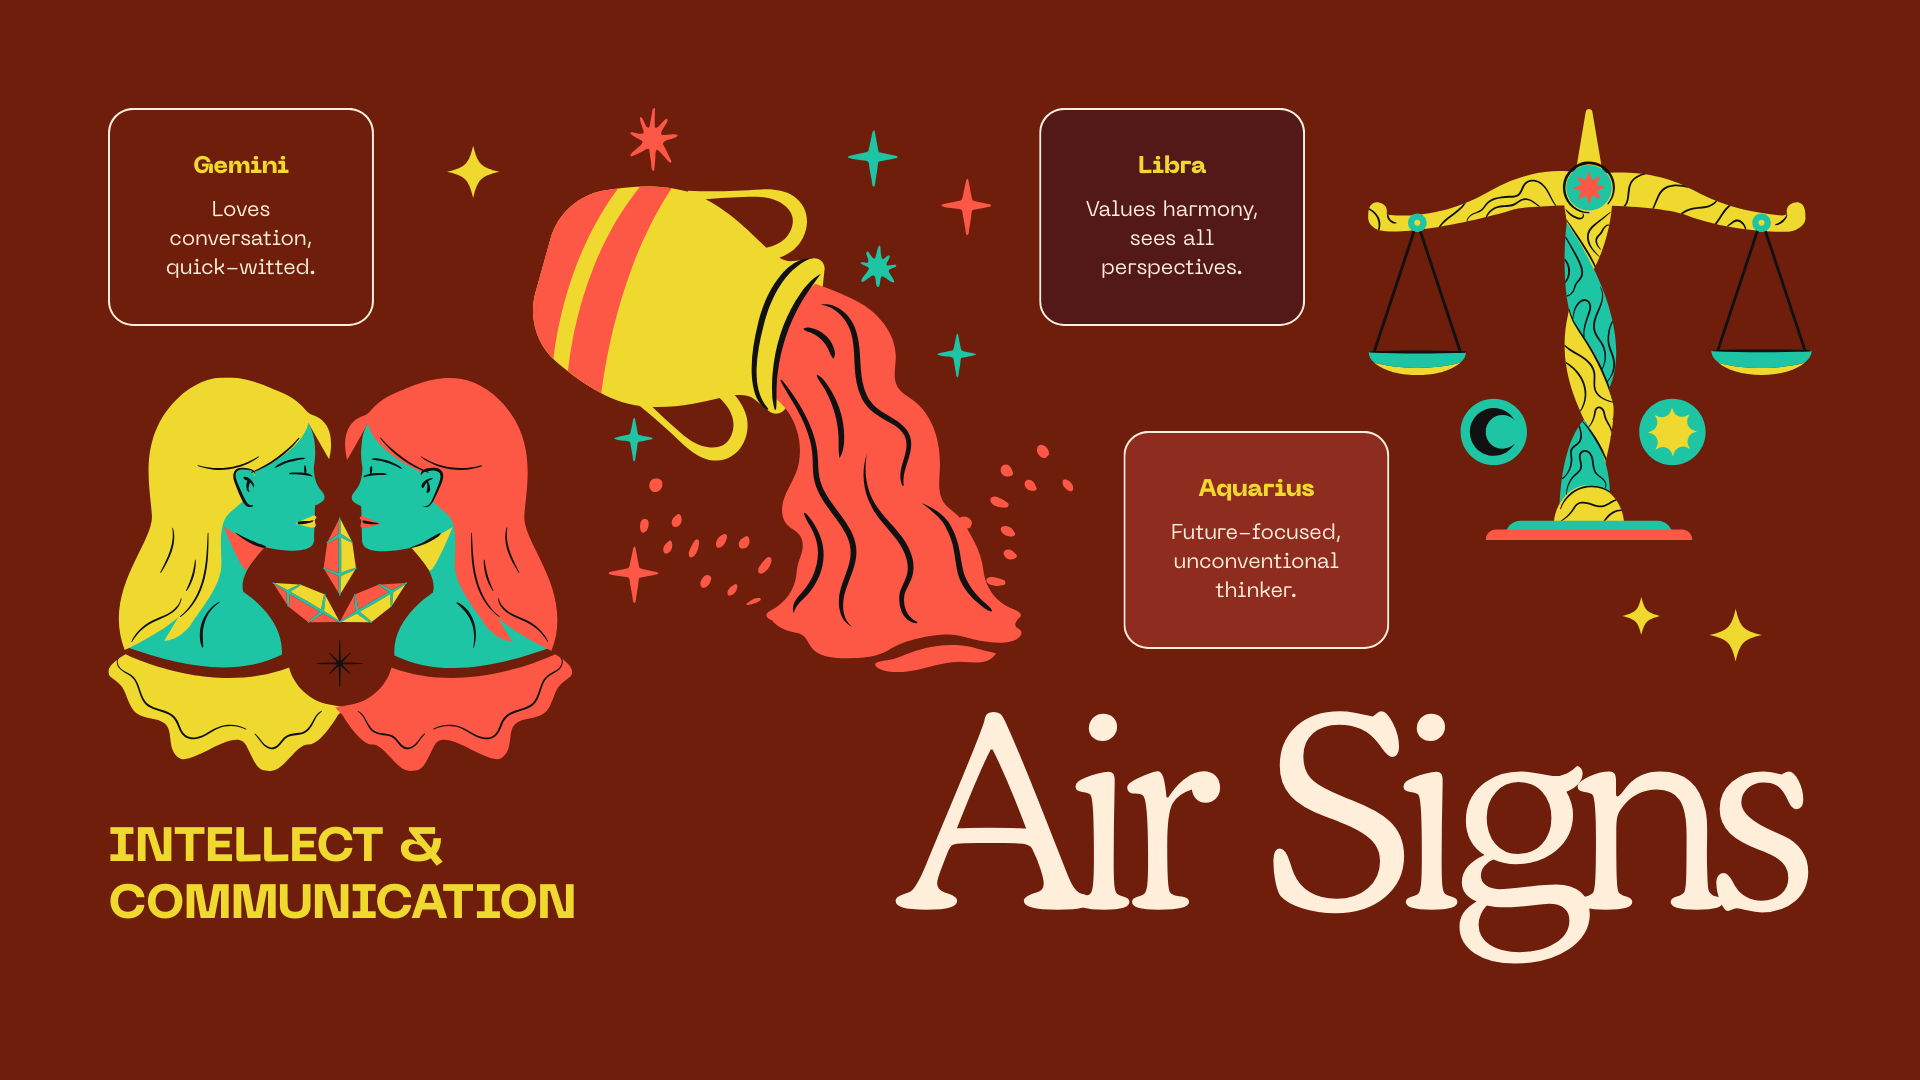 Gemini
Loves
conversation,
quick-witted.
Libra
Values harmony,
sees all
perspectives.
Aquarius
Future-focused,
unconventional
thinker.
Air Signs
INTELLECT &
COMMUNICATION